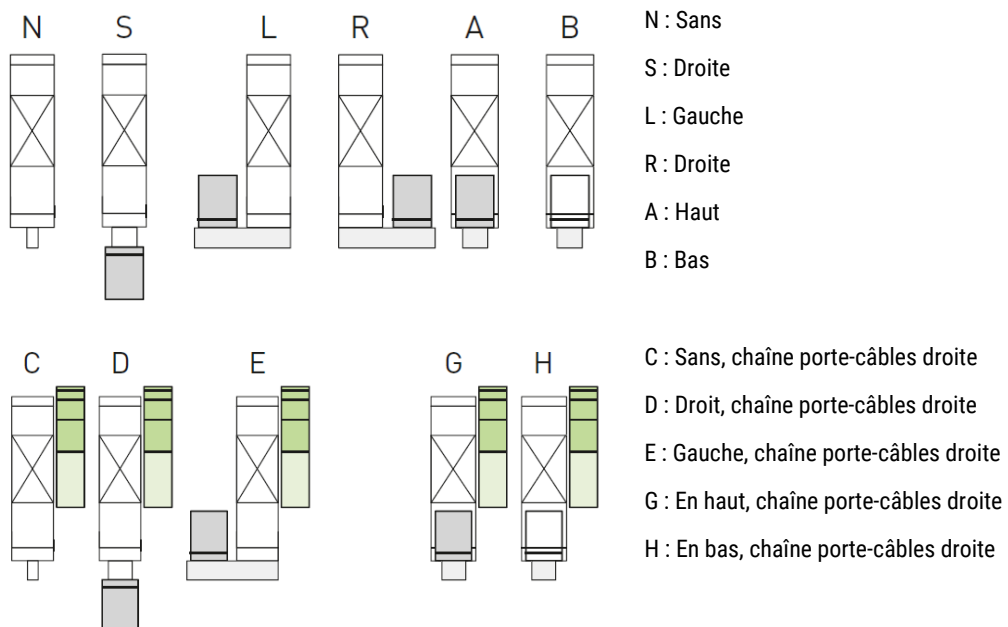 N S L R A B
N : Sans
S : Droite
L : Gauche
R : Droite
A : Haut
B : Bas
C D E G H
C : Sans, chaîne porte-câbles droite
D : Droit, chaîne porte-câbles droite
E : Gauche, chaîne porte-câbles droite
G : En haut, chaîne porte-câbles droite
H : En bas, chaîne porte-câbles droite